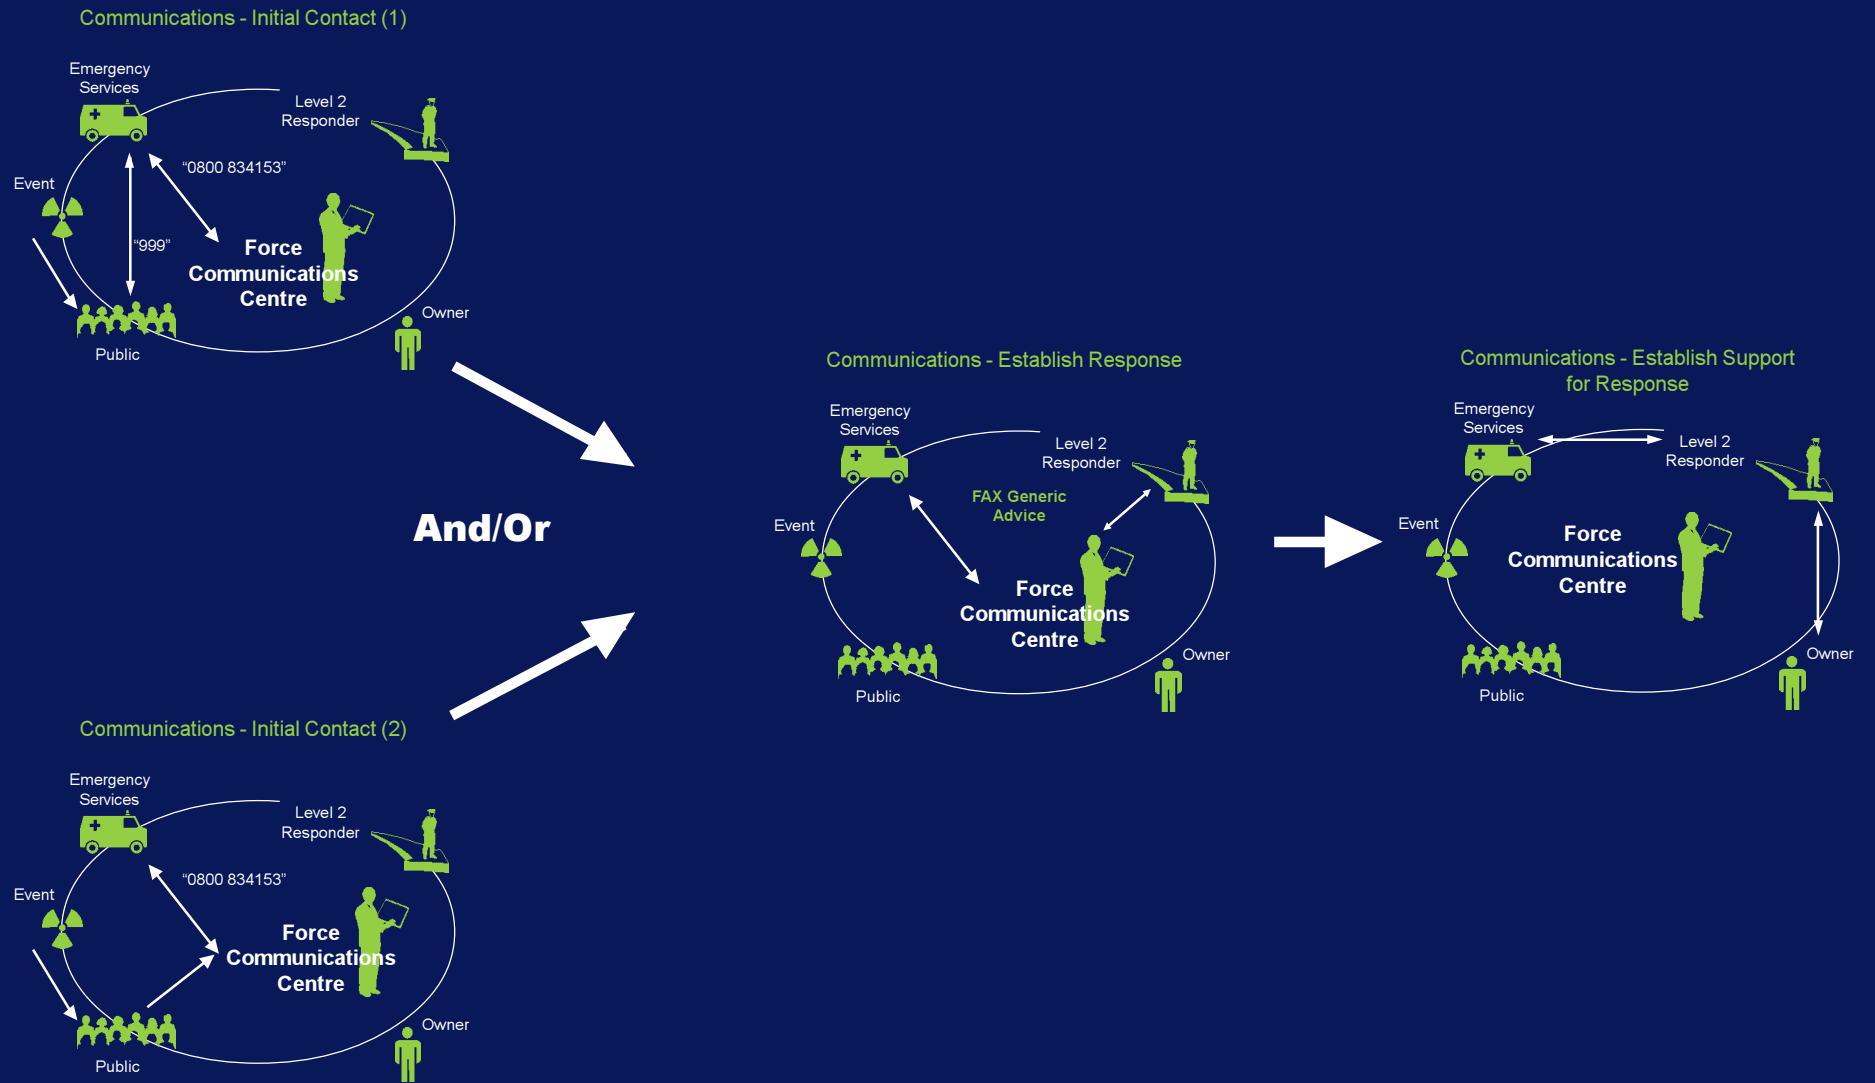 Communications - Initial Contact (1)
Emergency
Services
Level 2
Responder
“0800 834153”
Event
“999”
Force
Communications
Centre
Owner
Public
And/Or
Communications - Initial Contact (2)
Emergency
Services
Level 2
Responder
“0800 834153”
Event
Force
Communications
Centre
Owner
Public
Communications - Establish Response
Emergency
Services
Level 2
Responder
FAX Generic
Advice
Event
Force
Communications
Centre
Owner
Public
Communications - Establish Support
for Response
Emergency
Services
Level 2
Responder
Event
Force
Communications
Centre
Owner
Public